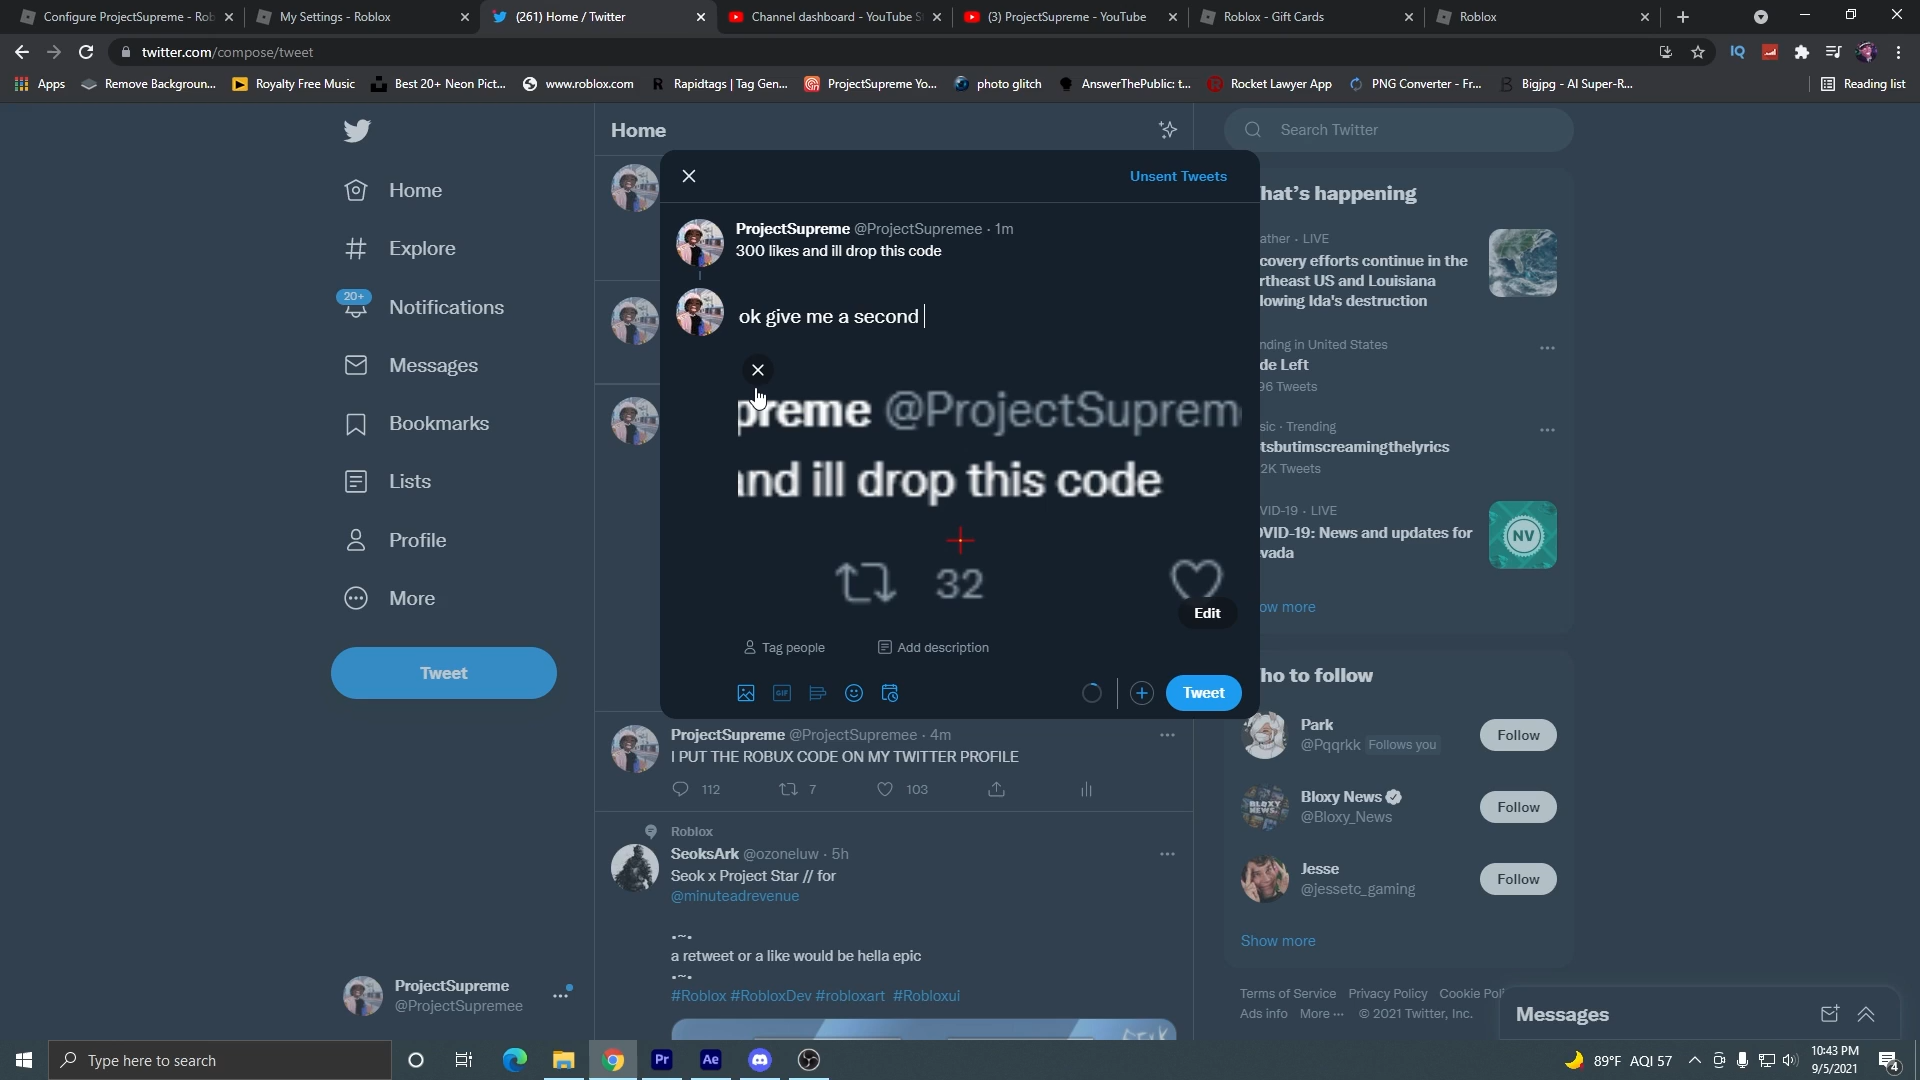 Configure ProjectSupreme - Rob
My Settings - Roblox
(261) Home / Twitter
Channel dashboard - YouTube S
(3) ProjectSupreme - YouTube
Roblox - Gift Cards
Roblox
twitter.com/compose/tweet
Apps
Remove Backgroun...
Royalty Free Music
Best 20+ Neon Pict...
www.roblox.com
Rapidtags | Tag Gen...
ProjectSupreme Yo...
photo glitch
AnswerThePublic: t...
Rocket Lawyer App
PNG Converter - Fr...
Bigjpg - AI Super-R...
Reading list
Home
Explore
20+
Notifications
Messages
Bookmarks
Lists
Profile
More
Tweet
ProjectSupreme
@ProjectSupremee
Home
Unsent Tweets
ProjectSupreme @ProjectSupremee · 1m
300 likes and ill drop this code
ok give me a second
preme @ProjectSuprem
and ill drop this code
32
Edit
Tag people
Add description
GIF
Tweet
ProjectSupreme @ProjectSupremee · 4m
I PUT THE ROBUX CODE ON MY TWITTER PROFILE
112
7
103
Roblox
SeoksArk @ozoneluw · 5h
Seok x Project Star // for
@minuteadrevenue
.~.
a retweet or a like would be hella epic
.~.
#Roblox #RobloxDev #robloxart #Robloxui
Search Twitter
hat's happening
ather · LIVE
covery efforts continue in the
rtheast US and Louisiana
lowing Ida's destruction
nding in United States
de Left
96 Tweets
sic · Trending
tsbutimscreamingthelyrics
2K Tweets
VID-19 · LIVE
OVID-19: News and updates for
vada
NV
ow more
ho to follow
Park
@Pqqrkk Follows you
Follow
Bloxy News
@Bloxy_News
Follow
Jesse
@jessetc_gaming
Follow
Show more
Terms of Service Privacy Policy Cookie Poli
Ads info More ··· © 2021 Twitter, Inc.
Messages
Type here to search
Pr
Ae
89°F AQI 57
10:43 PM
9/5/2021
4